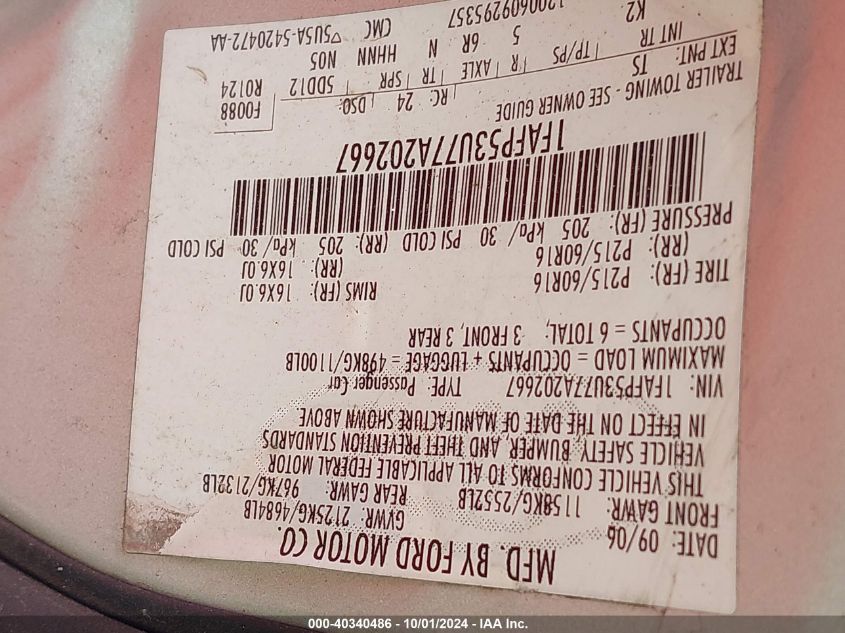 MFD. BY FORD MOTOR CO.
DATE: 09/06 GVWR: 2125KG/4684LB
FRONT GAWR: 1158KG/2552LB REAR GAWR: 967KG/2132LB
THIS VEHICLE CONFORMS TO ALL APPLICABLE FEDERAL MOTOR
VEHICLE SAFETY, BUMPER, AND THEFT PREVENTION STANDARDS
IN EFFECT ON THE DATE OF MANUFACTURE SHOWN ABOVE
VIN: 1FAFP53U77A202667 TYPE: Passenger Car
MAXIMUM LOAD = OCCUPANTS + LUGGAGE = 498KG/1100LB
OCCUPANTS = 6 TOTAL; 3 FRONT, 3 REAR
TIRE (FR): P215/60R16 RIMS (FR): 16X6.0J
(RR): P215/60R16 (RR): 16X6.0J
PRESSURE (FR): 205 kPa/ 30 PSI COLD (RR): 205 kPa/ 30 PSI COLD
1FAFP53U77A202667
TRAILER TOWING - SEE OWNER GUIDE F0088
EXT PNT: TS RC: 24 DSO: R0124
INT TR TP/PS R AXLE TR SPR 5DD12
K2 5 6R N HHNN N05
1200609295357 CMC ▽5U5A-5420472-AA
000-40340486 - 10/01/2024 - IAA Inc.